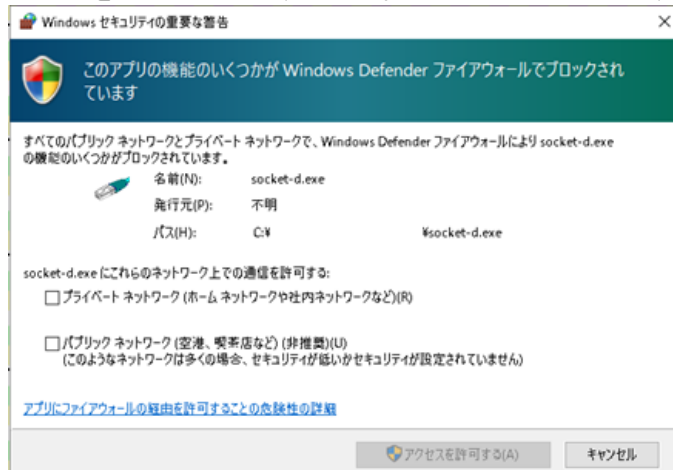 Windows セキュリティの重要な警告
このアプリの機能のいくつかが Windows Defender ファイアウォールでブロックされ
ています
すべてのパブリック ネットワークとプライベート ネットワークで、Windows Defender ファイアウォールにより socket-d.exe
の機能のいくつかがブロックされています。
名前(N): socket-d.exe
発行元(P): 不明
パス(H): C:¥ ¥socket-d.exe
socket-d.exe にこれらのネットワーク上での通信を許可する:
プライベート ネットワーク (ホーム ネットワークや社内ネットワークなど)(R)
パブリック ネットワーク (空港、喫茶店など) (非推奨)(U)
(このようなネットワークは多くの場合、セキュリティが低いかセキュリティが設定されていません)
アプリにファイアウォールの経由を許可することの危険性の詳細
アクセスを許可する(A) キャンセル